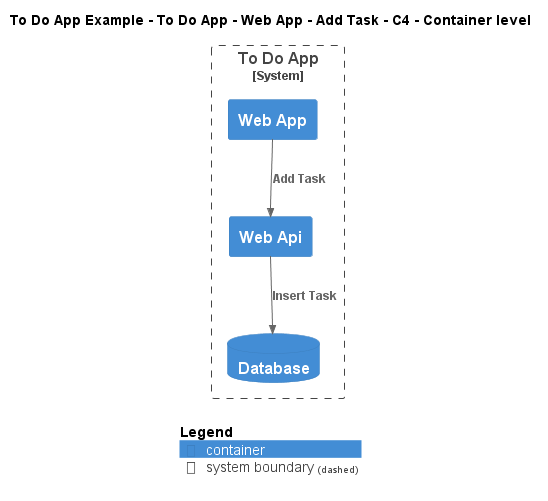 To Do App Example - To Do App - Web App - Add Task - C4 - Container level
To Do App
[System]
Web App
Add Task
Web Api
Insert Task
Database
Legend
container
system boundary (dashed)